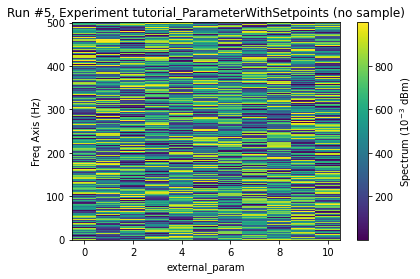 Run #5, Experiment tutorial_ParameterWithSetpoints (no sample)
500
400
300
200
100
0
Freq Axis (Hz)
0 2 4 6 8 10
external_param
800
600
400
200
Spectrum (10⁻³ dBm)